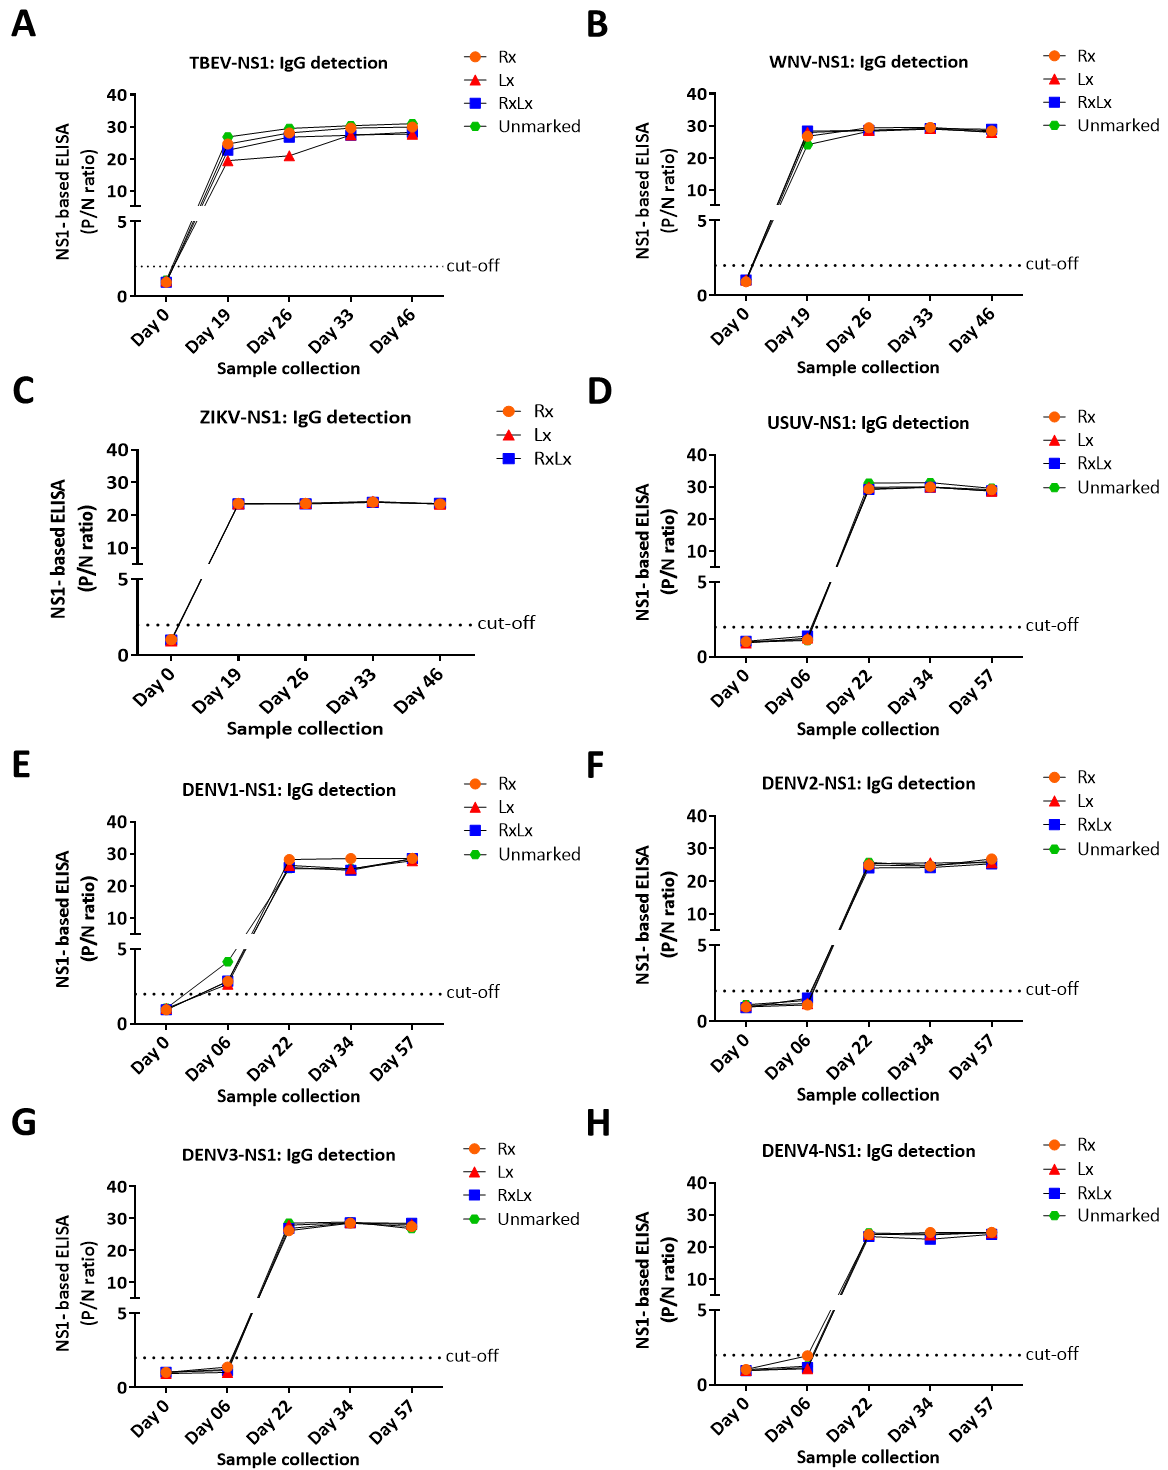 A
TBEV-NS1: IgG detection
Rx
Lx
RxLx
Unmarked
NS1- based ELISA
(P/N ratio)
40
30
20
10
5
0
cut-off
Day 0
Day 19
Day 26
Day 33
Day 46
Sample collection
B
WNV-NS1: IgG detection
Rx
Lx
RxLx
Unmarked
NS1- based ELISA
(P/N ratio)
40
30
20
10
5
0
cut-off
Day 0
Day 19
Day 26
Day 33
Day 46
Sample collection
C
ZIKV-NS1: IgG detection
Rx
Lx
RxLx
NS1- based ELISA
(P/N ratio)
40
30
20
10
5
0
cut-off
Day 0
Day 19
Day 26
Day 33
Day 46
Sample collection
D
USUV-NS1: IgG detection
Rx
Lx
RxLx
Unmarked
NS1- based ELISA
(P/N ratio)
40
30
20
10
5
0
cut-off
Day 0
Day 06
Day 22
Day 34
Day 57
Sample collection
E
DENV1-NS1: IgG detection
Rx
Lx
RxLx
Unmarked
NS1- based ELISA
(P/N ratio)
40
30
20
10
5
0
cut-off
Day 0
Day 06
Day 22
Day 34
Day 57
Sample collection
F
DENV2-NS1: IgG detection
Rx
Lx
RxLx
Unmarked
NS1- based ELISA
(P/N ratio)
40
30
20
10
5
0
cut-off
Day 0
Day 06
Day 22
Day 34
Day 57
Sample collection
G
DENV3-NS1: IgG detection
Rx
Lx
RxLx
Unmarked
NS1- based ELISA
(P/N ratio)
40
30
20
10
5
0
cut-off
Day 0
Day 06
Day 22
Day 34
Day 57
Sample collection
H
DENV4-NS1: IgG detection
Rx
Lx
RxLx
Unmarked
NS1- based ELISA
(P/N ratio)
40
30
20
10
5
0
cut-off
Day 0
Day 06
Day 22
Day 34
Day 57
Sample collection